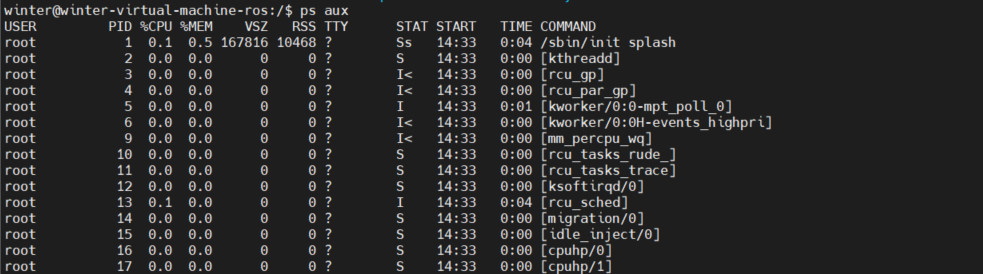 winter@winter-virtual-machine-ros:/$ ps aux
USER PID %CPU %MEM VSZ RSS TTY STAT START TIME COMMAND
root 1 0.1 0.5 167816 10468 ? Ss 14:33 0:04 /sbin/init splash
root 2 0.0 0.0 0 0 ? S 14:33 0:00 [kthreadd]
root 3 0.0 0.0 0 0 ? I< 14:33 0:00 [rcu_gp]
root 4 0.0 0.0 0 0 ? I< 14:33 0:00 [rcu_par_gp]
root 5 0.0 0.0 0 0 ? I 14:33 0:01 [kworker/0:0-mpt_poll_0]
root 6 0.0 0.0 0 0 ? I< 14:33 0:00 [kworker/0:0H-events_highpri]
root 9 0.0 0.0 0 0 ? I< 14:33 0:00 [mm_percpu_wq]
root 10 0.0 0.0 0 0 ? S 14:33 0:00 [rcu_tasks_rude_]
root 11 0.0 0.0 0 0 ? S 14:33 0:00 [rcu_tasks_trace]
root 12 0.0 0.0 0 0 ? S 14:33 0:00 [ksoftirqd/0]
root 13 0.1 0.0 0 0 ? I 14:33 0:04 [rcu_sched]
root 14 0.0 0.0 0 0 ? S 14:33 0:00 [migration/0]
root 15 0.0 0.0 0 0 ? S 14:33 0:00 [idle_inject/0]
root 16 0.0 0.0 0 0 ? S 14:33 0:00 [cpuhp/0]
root 17 0.0 0.0 0 0 ? S 14:33 0:00 [cpuhp/1]